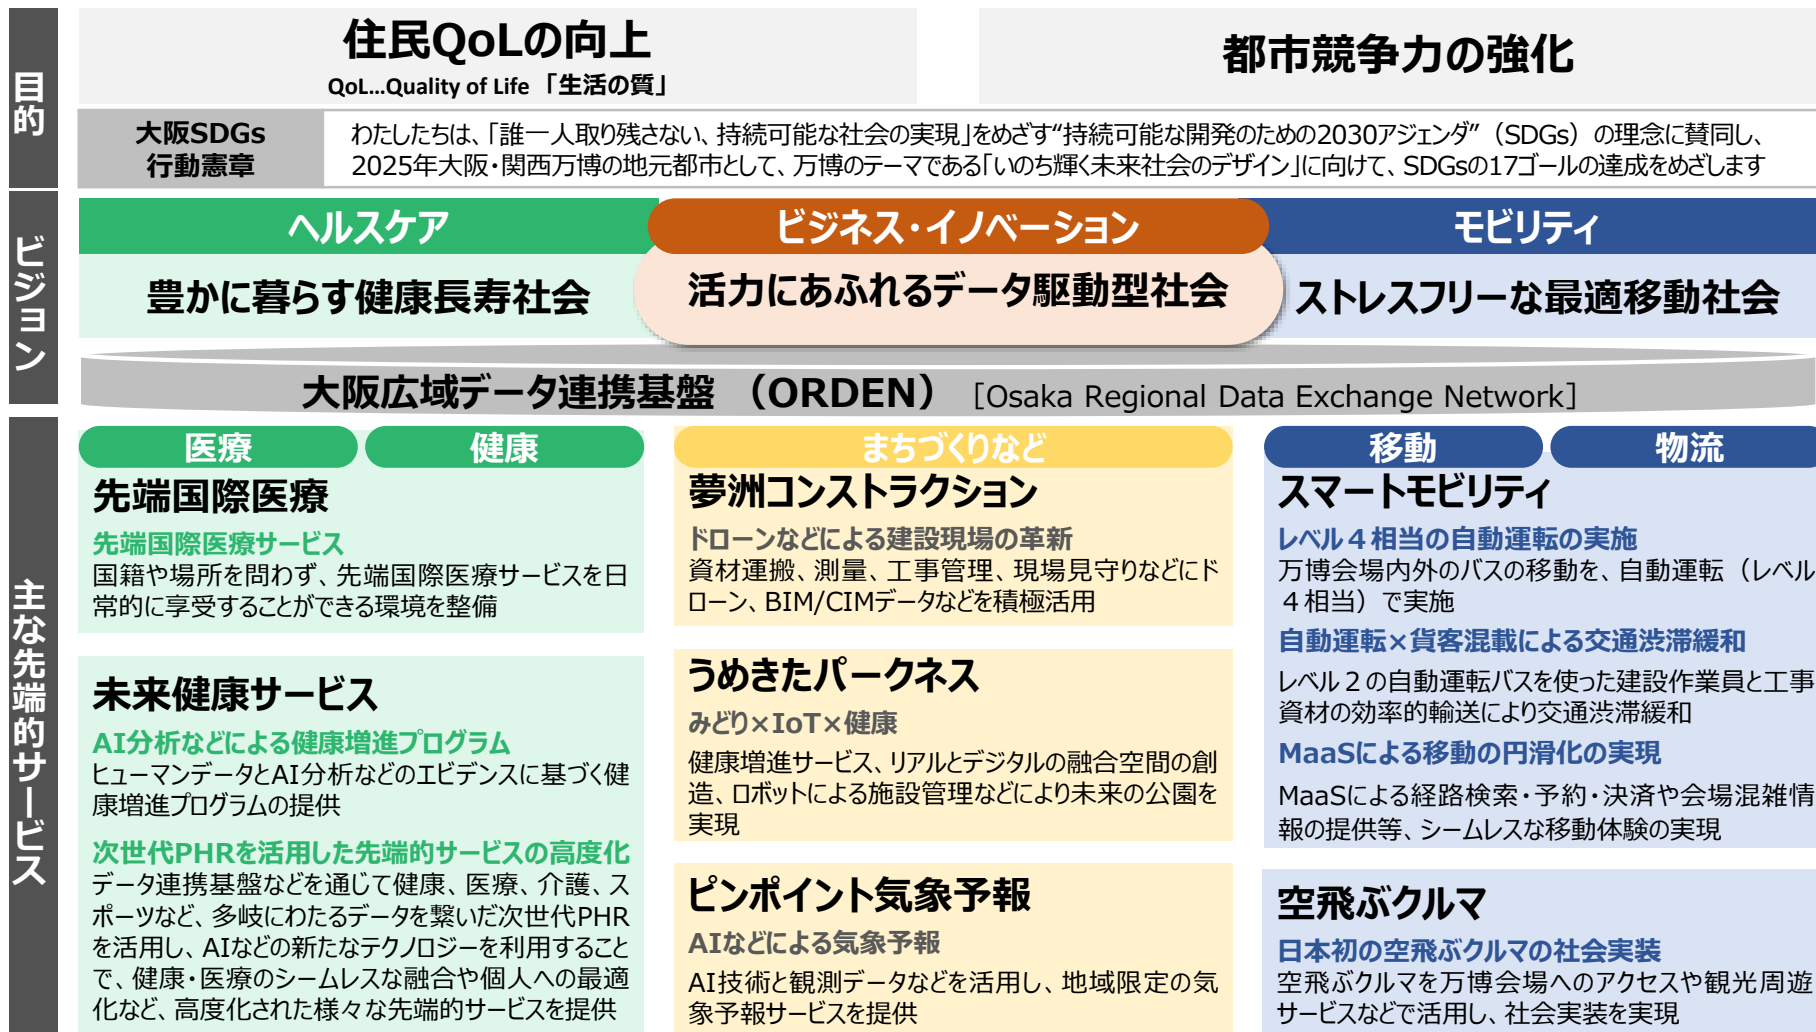 目的
住民QoLの向上
QoL…Quality of Life「生活の質」
都市競争力の強化
大阪SDGs
行動憲章
わたしたちは、「誰一人取り残さない、持続可能な社会の実現」をめざす“持続可能な開発のための2030アジェンダ”（SDGs）の理念に賛同し、
2025年大阪・関西万博の地元都市として、万博のテーマである「いのち輝く未来社会のデザイン」に向けて、SDGsの17ゴールの達成をめざします
ビジョン
ヘルスケア
豊かに暮らす健康長寿社会
ビジネス・イノベーション
活力にあふれるデータ駆動型社会
モビリティ
ストレスフリーな最適移動社会
大阪広域データ連携基盤（ORDEN）［Osaka Regional Data Exchange Network］
主な先端的サービス
医療
健康
先端国際医療
先端国際医療サービス
国籍や場所を問わず、先端国際医療サービスを日
常的に享受することができる環境を整備
未来健康サービス
AI分析などによる健康増進プログラム
ヒューマンデータとAI分析などのエビデンスに基づく健
康増進プログラムの提供
次世代PHRを活用した先端的サービスの高度化
データ連携基盤などを通じて健康、医療、介護、ス
ポーツなど、多岐にわたるデータを繋いだ次世代PHR
を活用し、AIなどの新たなテクノロジーを利用すること
で、健康・医療のシームレスな融合や個人への最適
化など、高度化された様々な先端的サービスを提供
まちづくりなど
夢洲コンストラクション
ドローンなどによる建設現場の革新
資材運搬、測量、工事管理、現場見守りなどにド
ローン、BIM/CIMデータなどを積極活用
うめきたパークネス
みどり×IoT×健康
健康増進サービス、リアルとデジタルの融合空間の創
造、ロボットによる施設管理などにより未来の公園を
実現
ピンポイント気象予報
AIなどによる気象予報
AI技術と観測データなどを活用し、地域限定の気
象予報サービスを提供
移動
物流
スマートモビリティ
レベル４相当の自動運転の実施
万博会場内外のバスの移動を、自動運転（レベル
４相当）で実施
自動運転×貨客混載による交通渋滞緩和
レベル２の自動運転バスを使った建設作業員と工事
資材の効率的輸送により交通渋滞緩和
MaaSによる移動の円滑化の実現
MaaSによる経路検索・予約・決済や会場混雑情
報の提供等、シームレスな移動体験の実現
空飛ぶクルマ
日本初の空飛ぶクルマの社会実装
空飛ぶクルマを万博会場へのアクセスや観光周遊
サービスなどで活用し、社会実装を実現